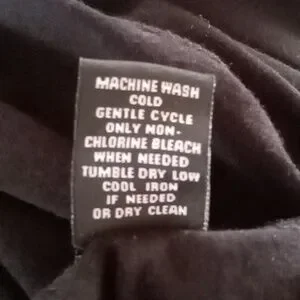 MACHINE WASH
COLD
GENTLE CYCLE
ONLY NON-
CHLORINE BLEACH
WHEN NEEDED
TUMBLE DRY LOW
COOL IRON
IF NEEDED
OR DRY CLEAN